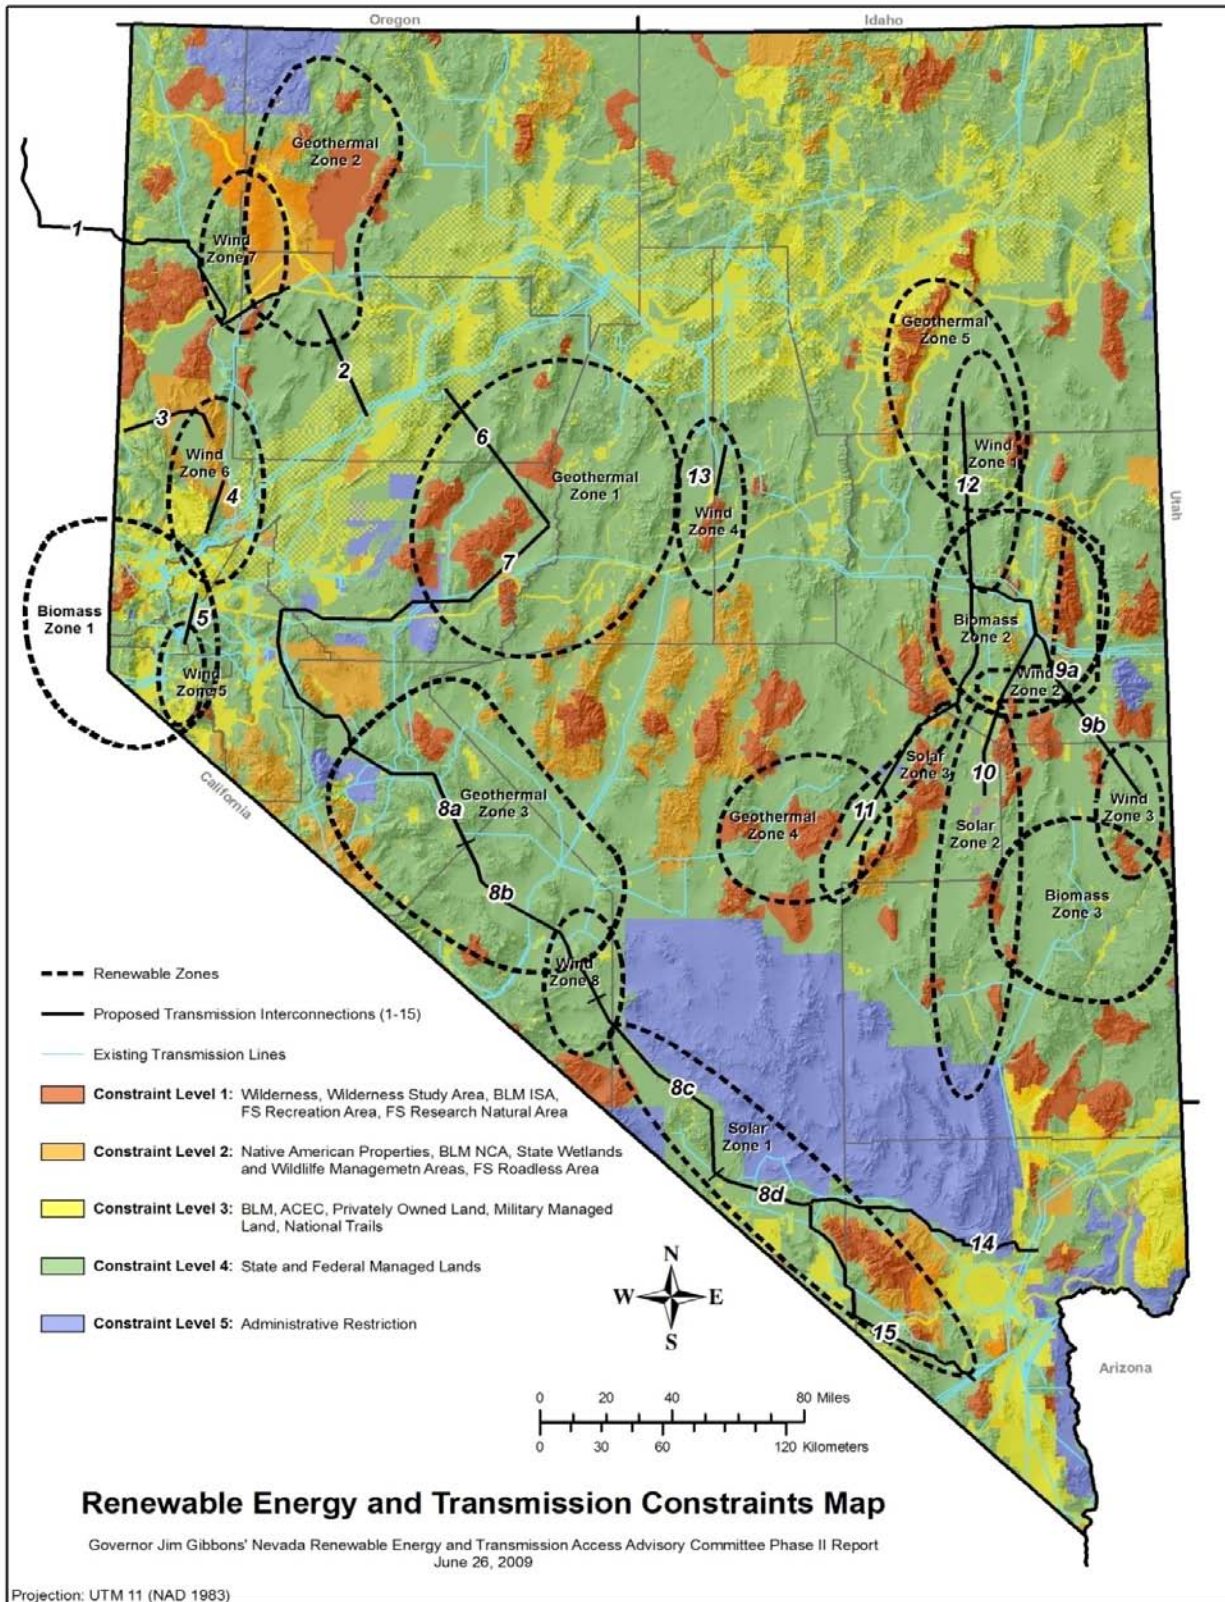 Oregon
Idaho
Geothermal
Zone 2
1
Wind
Zone 7
Geothermal
Zone 5
2
3
6
Wind
Zone 6
4
Geothermal
Zone 1
13
Wind
Zone 4
Wind
Zone 1
12
Utah
7
Biomass
Zone 1
5
Wind
Zone 5
Biomass
Zone 2
Wind
Zone 2
9a
9b
California
8a
Geothermal
Zone 3
Solar
Zone 3
10
11
Geothermal
Zone 4
Wind
Zone 3
Solar
Zone 2
8b
Biomass
Zone 3
Wind
Zone 8
Renewable Zones
Proposed Transmission Interconnections (1-15)
Existing Transmission Lines
Constraint Level 1: Wilderness, Wilderness Study Area, BLM ISA,
FS Recreation Area, FS Research Natural Area
Constraint Level 2: Native American Properties, BLM NCA, State Wetlands
and Wildlilfe Managemetn Areas, FS Roadless Area
Constraint Level 3: BLM, ACEC, Privately Owned Land, Military Managed
Land, National Trails
Constraint Level 4: State and Federal Managed Lands
Constraint Level 5: Administrative Restriction
8c
Solar
Zone 1
8d
14
15
N
W E
S
Arizona
0 20 40 80 Miles
0 30 60 120 Kilometers
Renewable Energy and Transmission Constraints Map
Governor Jim Gibbons' Nevada Renewable Energy and Transmission Access Advisory Committee Phase II Report
June 26, 2009
Projection: UTM 11 (NAD 1983)